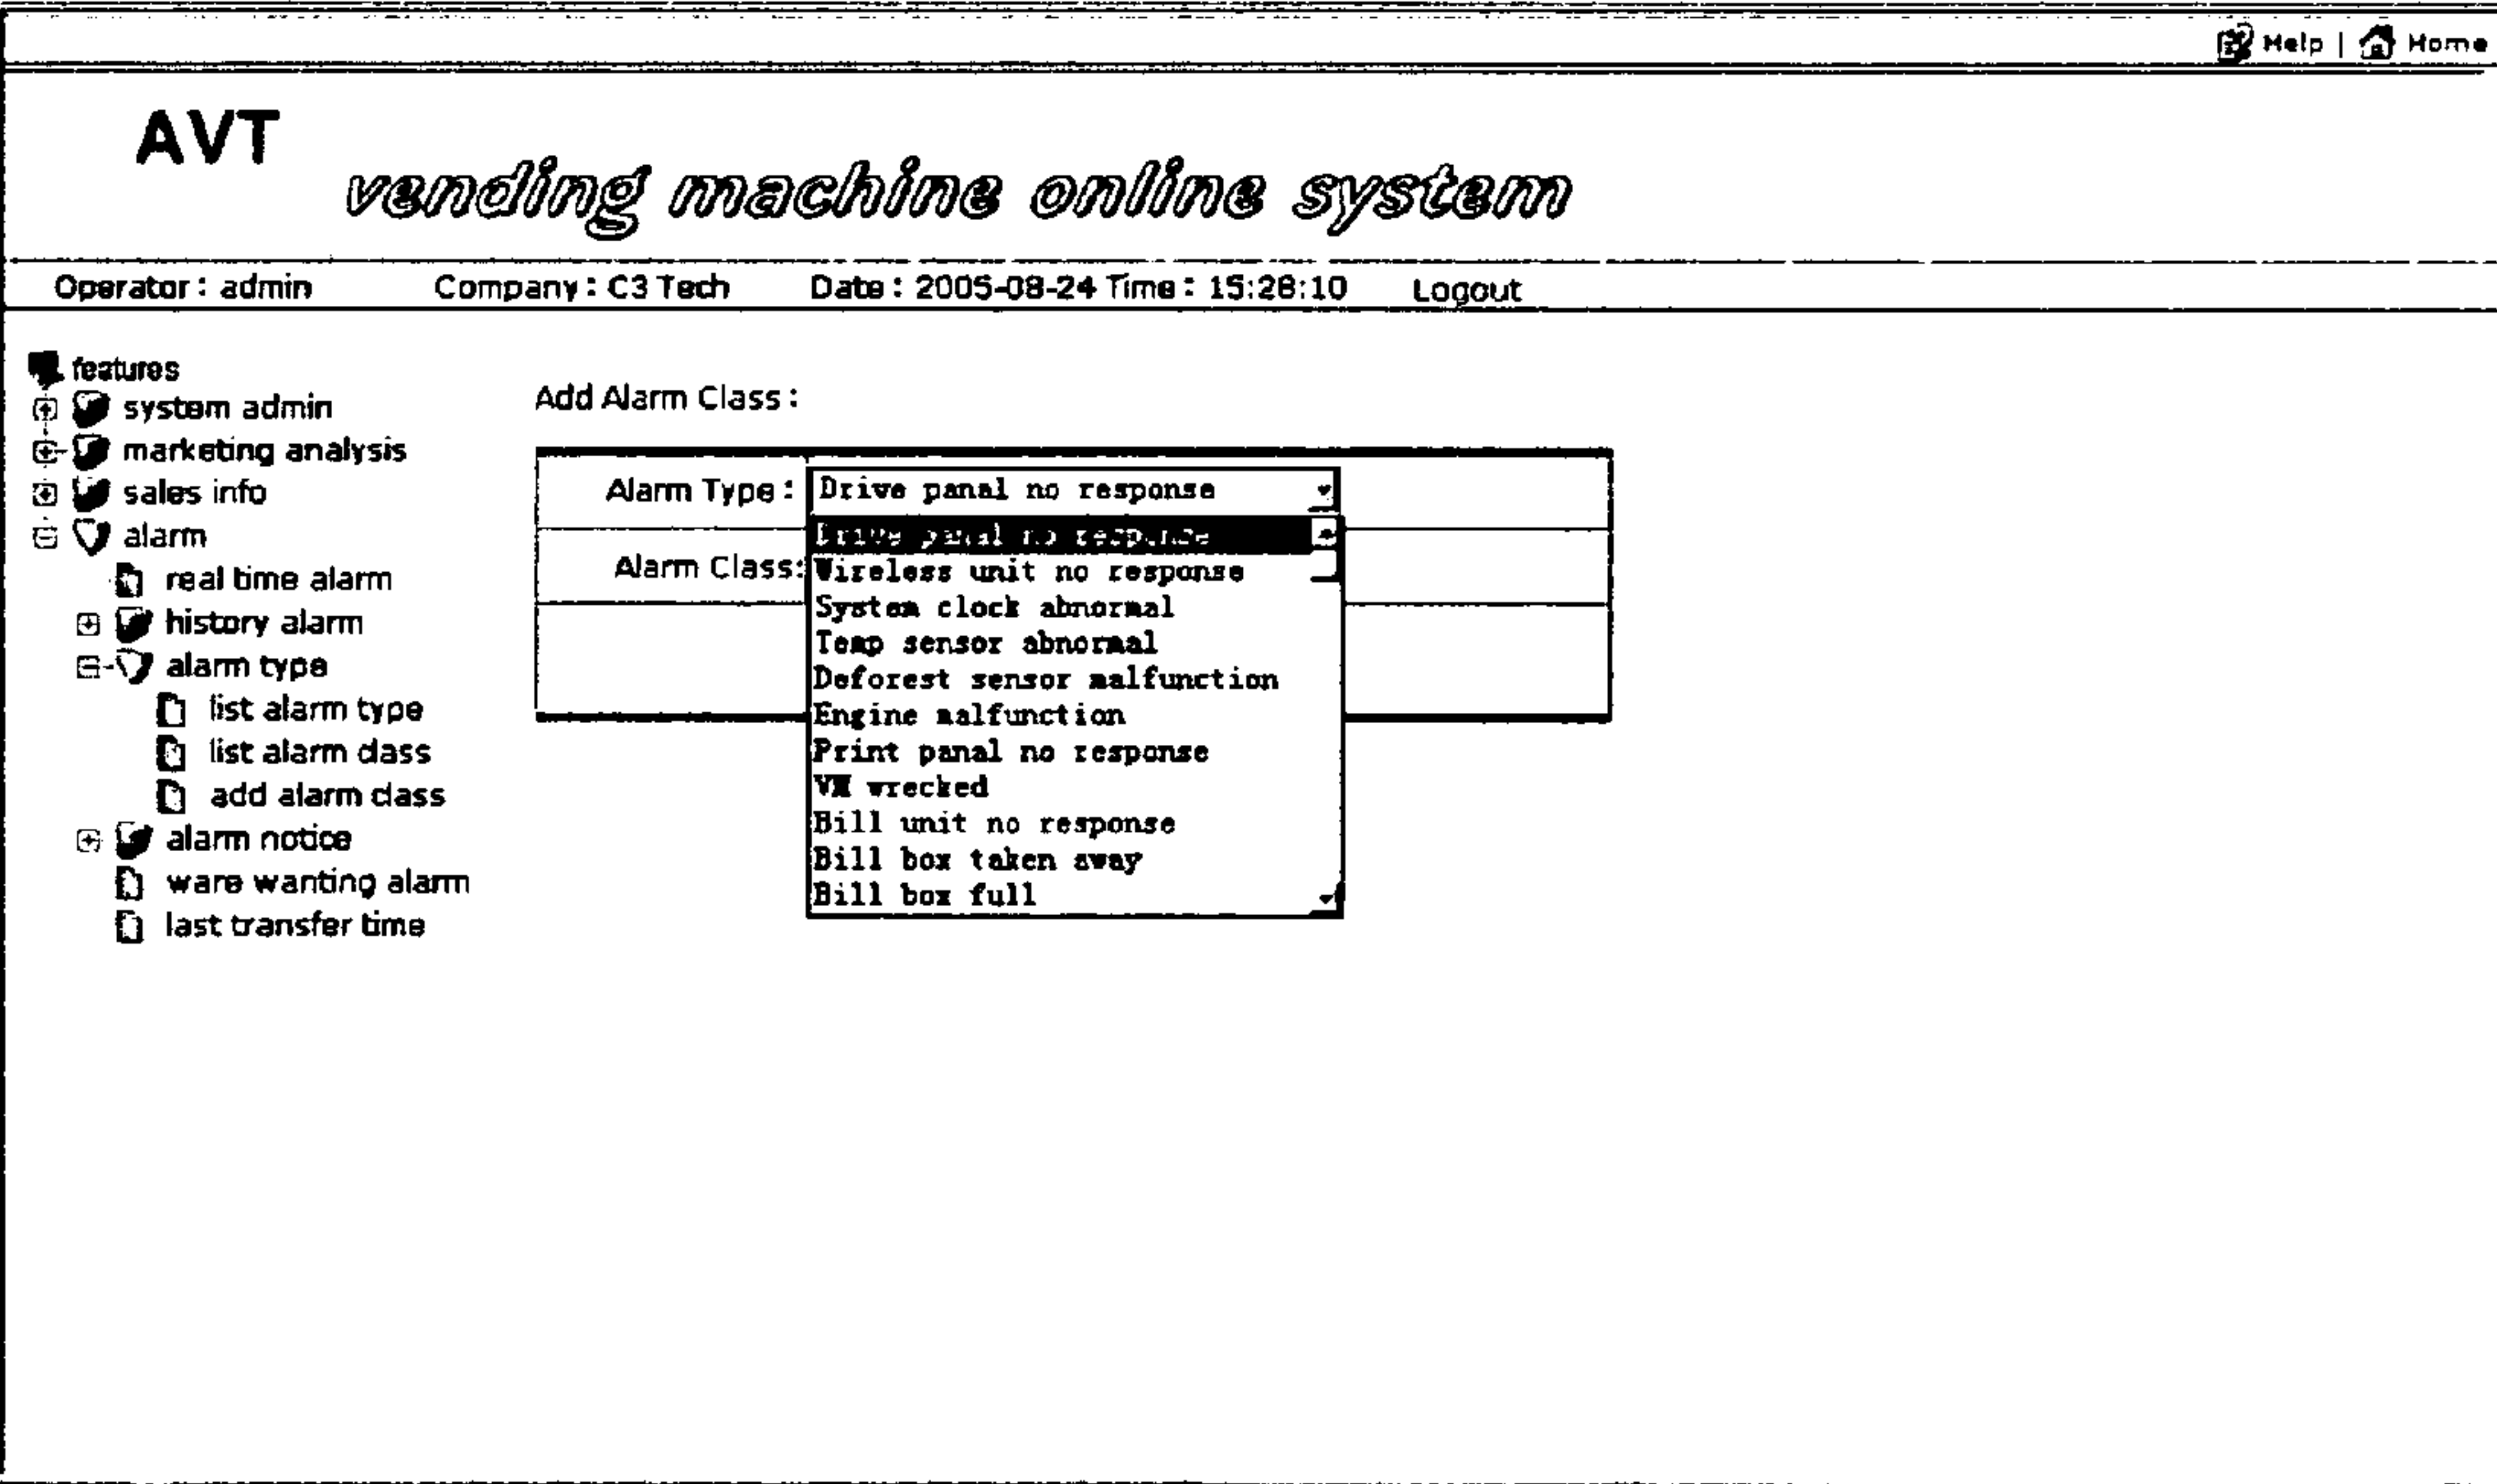 Help | Home
AVT
vending machine online system
Operator : admin Company : C3 Tech Date : 2005-08-24 Time : 15:28:10 Logout
features
system admin
marketing analysis
sales info
alarm
real time alarm
history alarm
alarm type
list alarm type
list alarm class
add alarm class
alarm notice
ware wanting alarm
last transfer time
Add Alarm Class :
Alarm Type : Drive panal no response
Alarm Class:
Drive panal no response
Wireless unit no response
System clock abnormal
Temp sensor abnormal
Deforest sensor malfunction
Engine malfunction
Print panal no response
VM wrecked
Bill unit no response
Bill box taken away
Bill box full